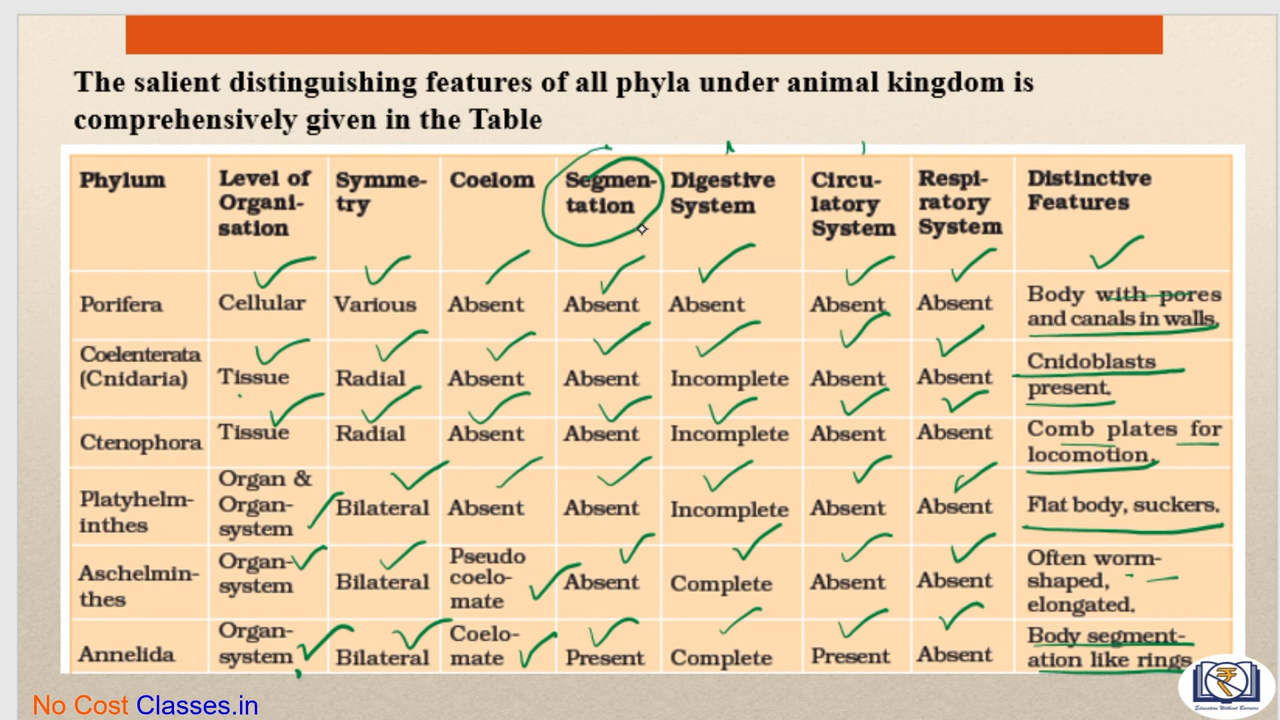 The salient distinguishing features of all phyla under animal kingdom is
comprehensively given in the Table
Phylum Level of Organi-sation Symme-try Coelom Segmen-tation Digestive System Circu-latory System Respi-ratory System Distinctive Features
Porifera Cellular Various Absent Absent Absent Absent Absent Body with pores and canals in walls.
Coelenterata (Cnidaria) Tissue Radial Absent Absent Incomplete Absent Absent Cnidoblasts present.
Ctenophora Tissue Radial Absent Absent Incomplete Absent Absent Comb plates for locomotion.
Platyhelm-inthes Organ & Organ-system Bilateral Absent Absent Incomplete Absent Absent Flat body, suckers.
Aschelmin-thes Organ-system Bilateral Pseudo coelo-mate Absent Complete Absent Absent Often worm-shaped, elongated.
Annelida Organ-system Bilateral Coelo-mate Present Complete Present Absent Body segment-ation like rings
No Cost Classes.in
Education Without Barriers